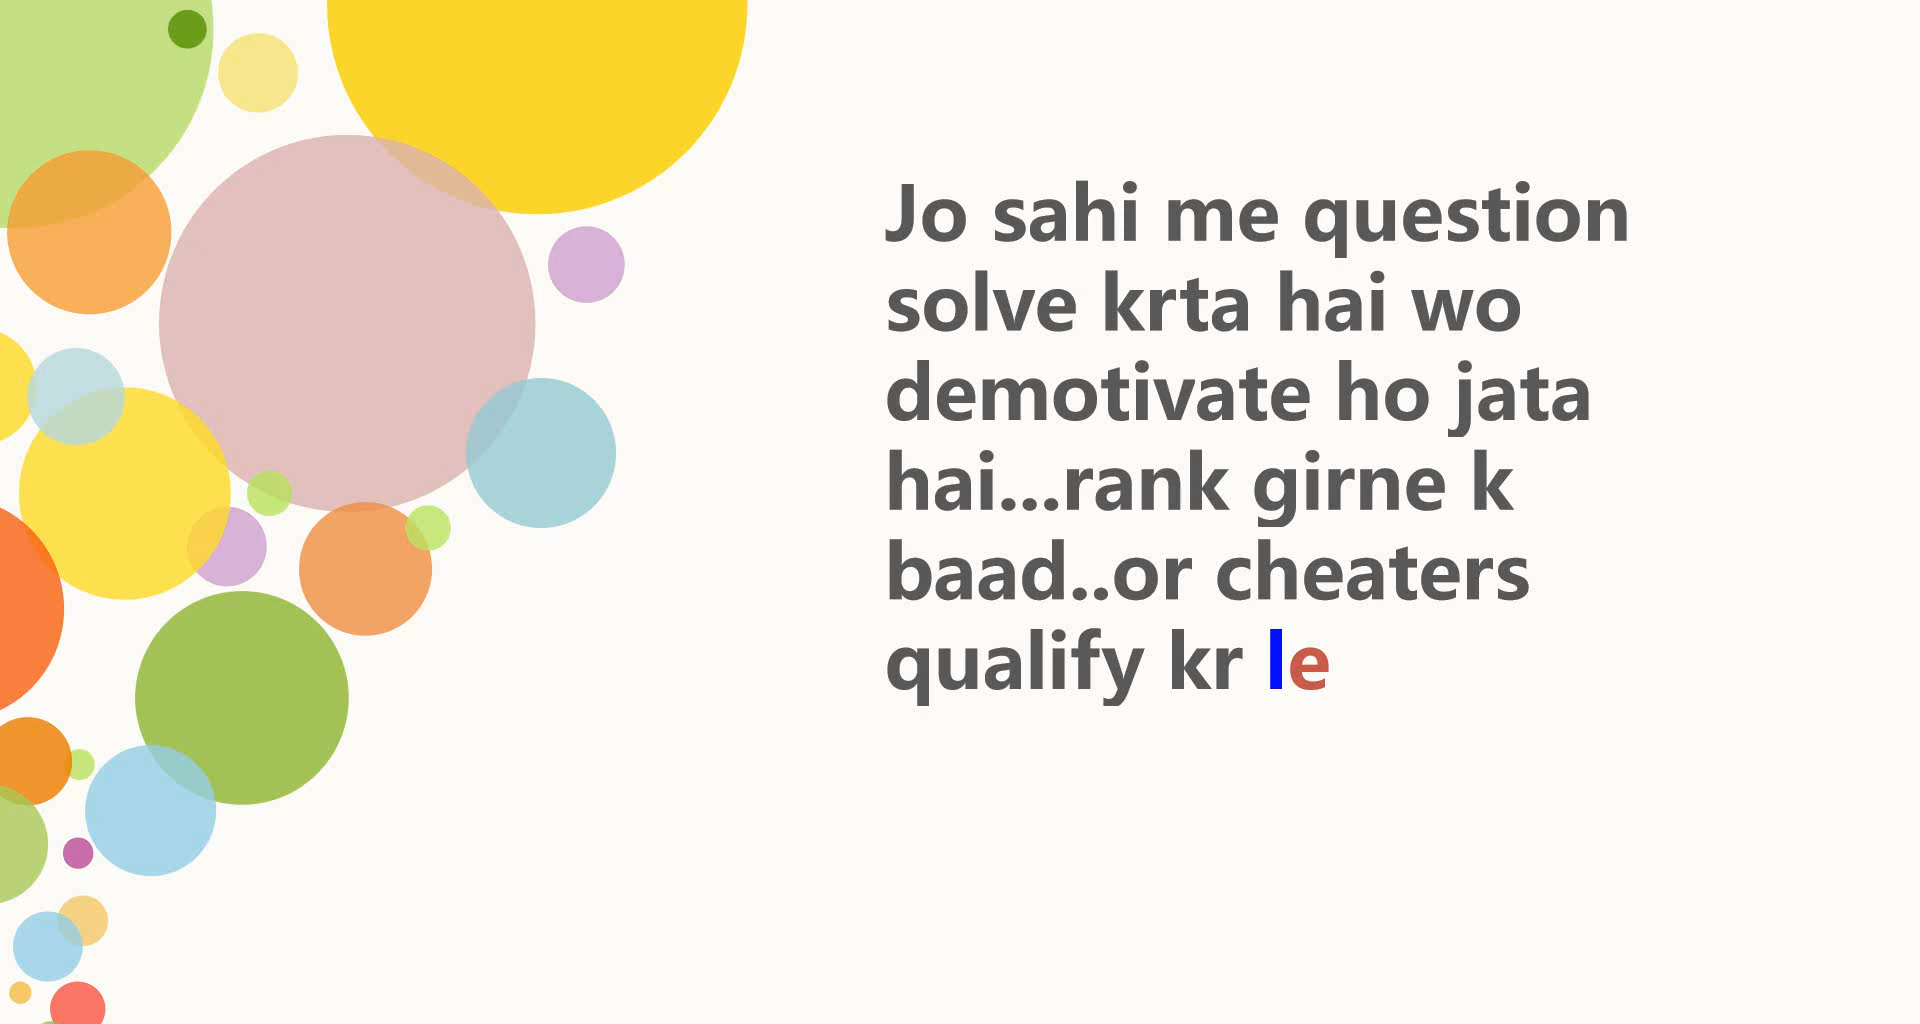 Jo sahi me question
solve krta hai wo
demotivate ho jata
hai...rank girne k
baad..or cheaters
qualify kr le